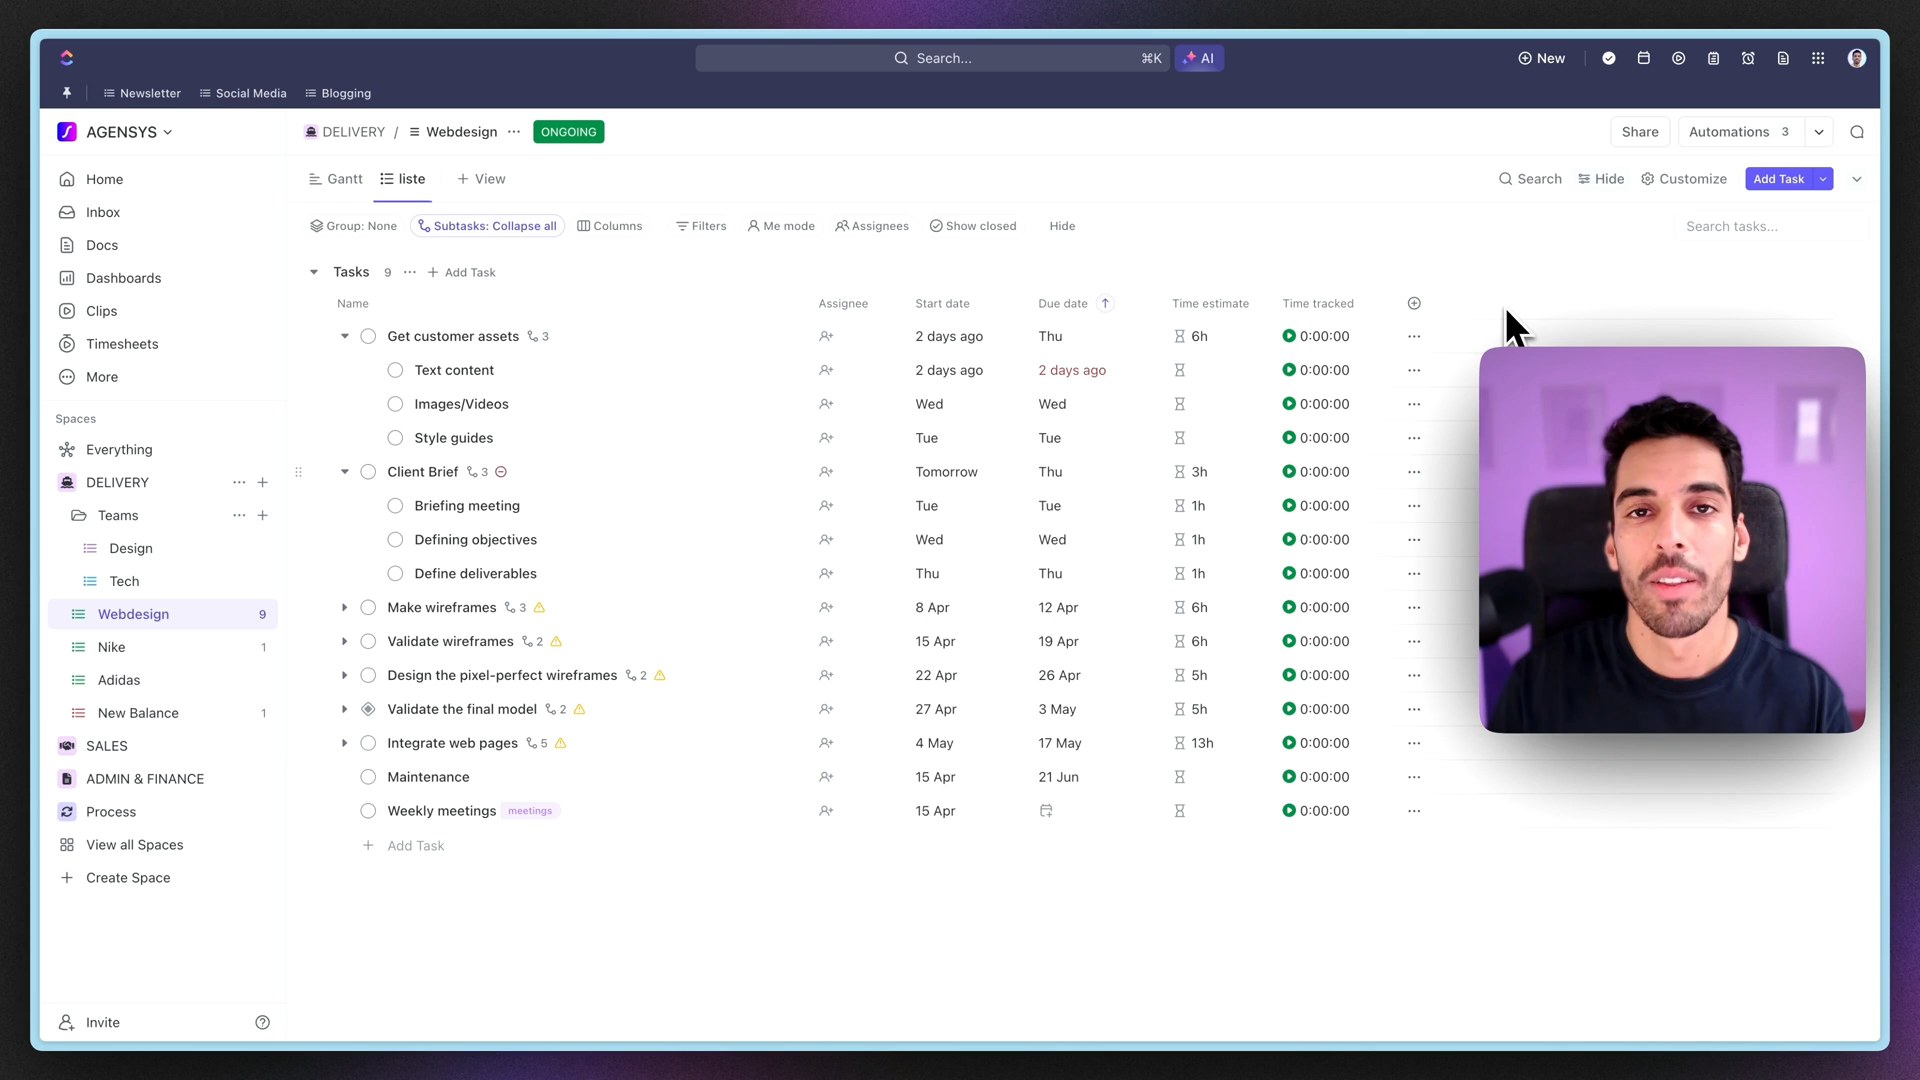 Search... ⌘K AI New
Newsletter Social Media Blogging
AGENSYS
DELIVERY / Webdesign ... ONGOING Share Automations 3
Home
Inbox
Docs
Dashboards
Clips
Timesheets
More
Spaces
Everything
DELIVERY
Teams
Design
Tech
Webdesign 9
Nike 1
Adidas
New Balance 1
SALES
ADMIN & FINANCE
Process
View all Spaces
+ Create Space
Invite
Gantt liste + View Search Hide Customize Add Task
Group: None Subtasks: Collapse all Columns Filters Me mode Assignees Show closed Hide Search tasks...
Tasks 9 ... + Add Task
Name Assignee Start date Due date Time estimate Time tracked
Get customer assets 3 2 days ago Thu 6h 0:00:00
Text content 2 days ago 2 days ago 0:00:00
Images/Videos Wed Wed 0:00:00
Style guides Tue Tue 0:00:00
Client Brief 3 Tomorrow Thu 3h 0:00:00
Briefing meeting Tue Tue 1h 0:00:00
Defining objectives Wed Wed 1h 0:00:00
Define deliverables Thu Thu 1h 0:00:00
Make wireframes 3 8 Apr 12 Apr 6h 0:00:00
Validate wireframes 2 15 Apr 19 Apr 6h 0:00:00
Design the pixel-perfect wireframes 2 22 Apr 26 Apr 5h 0:00:00
Validate the final model 2 27 Apr 3 May 5h 0:00:00
Integrate web pages 5 4 May 17 May 13h 0:00:00
Maintenance 15 Apr 21 Jun 0:00:00
Weekly meetings meetings 15 Apr 0:00:00
+ Add Task